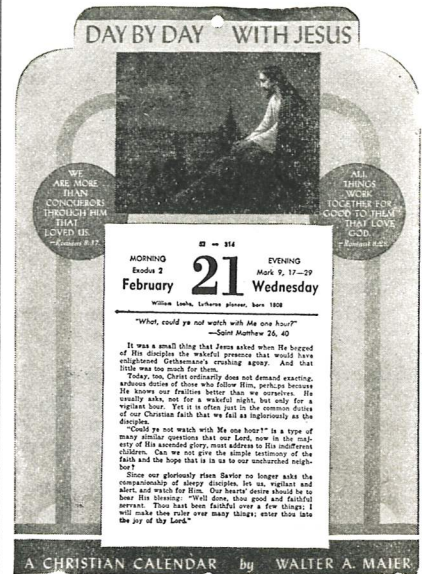 DAY BY DAY WITH JESUS
WE
ARE MORE
THAN
CONQUERORS
THROUGH HIM
THAT
LOVED US.
—Romans 8:37.
ALL
THINGS
WORK
TOGETHER FOR
GOOD TO THEM
THAT LOVE
GOD.
—Romans 8:28.
52 — 314
MORNING
Exodus 2
February
21
EVENING
Mark 9, 17—29
Wednesday
William Loehe, Lutheran pioneer, born 1808
"What, could ye not watch with Me one hour?"
—Saint Matthew 26, 40
It was a small thing that Jesus asked when He begged
of His disciples the wakeful presence that would have
enlightened Gethsemane's crushing agony. And that
little was too much for them.
Today, too, Christ ordinarily does not demand exacting,
arduous duties of those who follow Him, perhaps because
He knows our frailties better than we ourselves. He
usually asks, not for a wakeful night, but only for a
vigilant hour. Yet it is often just in the common duties
of our Christian faith that we fail as ingloriously as the
disciples.
"Could ye not watch with Me one hour?" is a type of
many similar questions that our Lord, now in the maj-
esty of His ascended glory, must address to His indifferent
children. Can we not give the simple testimony of the
faith and the hope that is in us to our unchurched neigh-
bor?
Since our gloriously risen Savior no longer asks the
companionship of sleepy disciples, let us, vigilant and
alert, and watch for Him. Our hearts' desire should be to
hear His blessing: "Well done, thou good and faithful
servant. Thou hast been faithful over a few things; I
will make thee ruler over many things; enter thou into
the joy of thy Lord."
A CHRISTIAN CALENDAR by WALTER A. MAIER